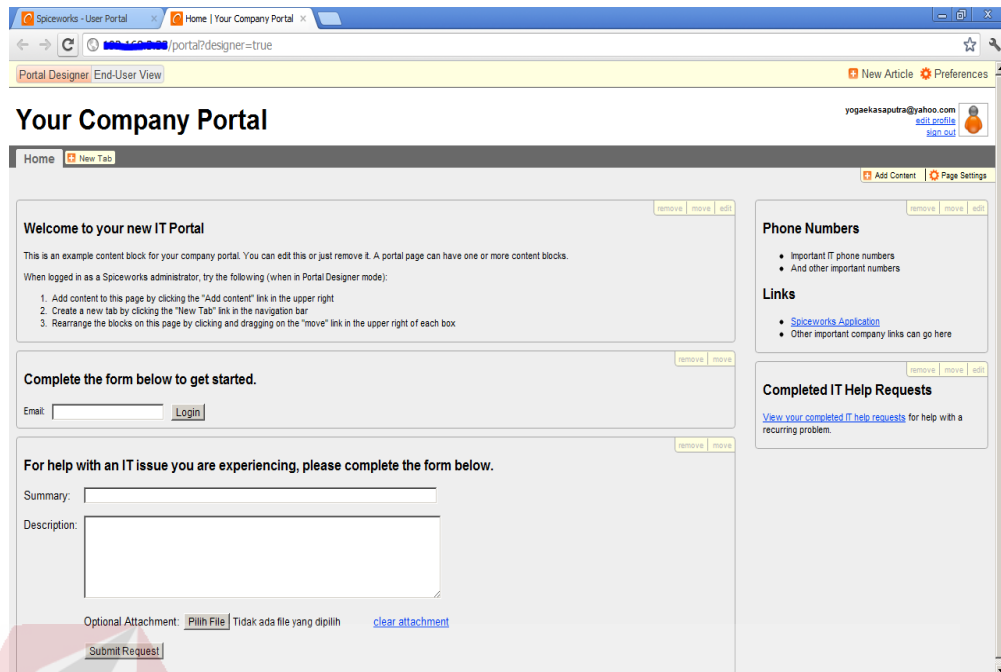 Spiceworks - User Portal
Home | Your Company Portal
/portal?designer=true
Portal Designer End-User View
New Article Preferences
Your Company Portal
yogaekasaputra@yahoo.com
edit profile
sign out
Home New Tab
Add Content Page Settings
remove move edit
Welcome to your new IT Portal
This is an example content block for your company portal. You can edit this or just remove it. A portal page can have one or more content blocks.
When logged in as a Spiceworks administrator, try the following (when in Portal Designer mode):
1. Add content to this page by clicking the "Add content" link in the upper right
2. Create a new tab by clicking the "New Tab" link in the navigation bar
3. Rearrange the blocks on this page by clicking and dragging on the "move" link in the upper right of each box
remove move
Complete the form below to get started.
Email: Login
remove move
For help with an IT issue you are experiencing, please complete the form below.
Summary:
Description:
Optional Attachment: Pilih File Tidak ada file yang dipilih clear attachment
Submit Request
remove move edit
Phone Numbers
Important IT phone numbers
And other important numbers
Links
Spiceworks Application
Other important company links can go here
remove move edit
Completed IT Help Requests
View your completed IT help requests for help with a
recurring problem.